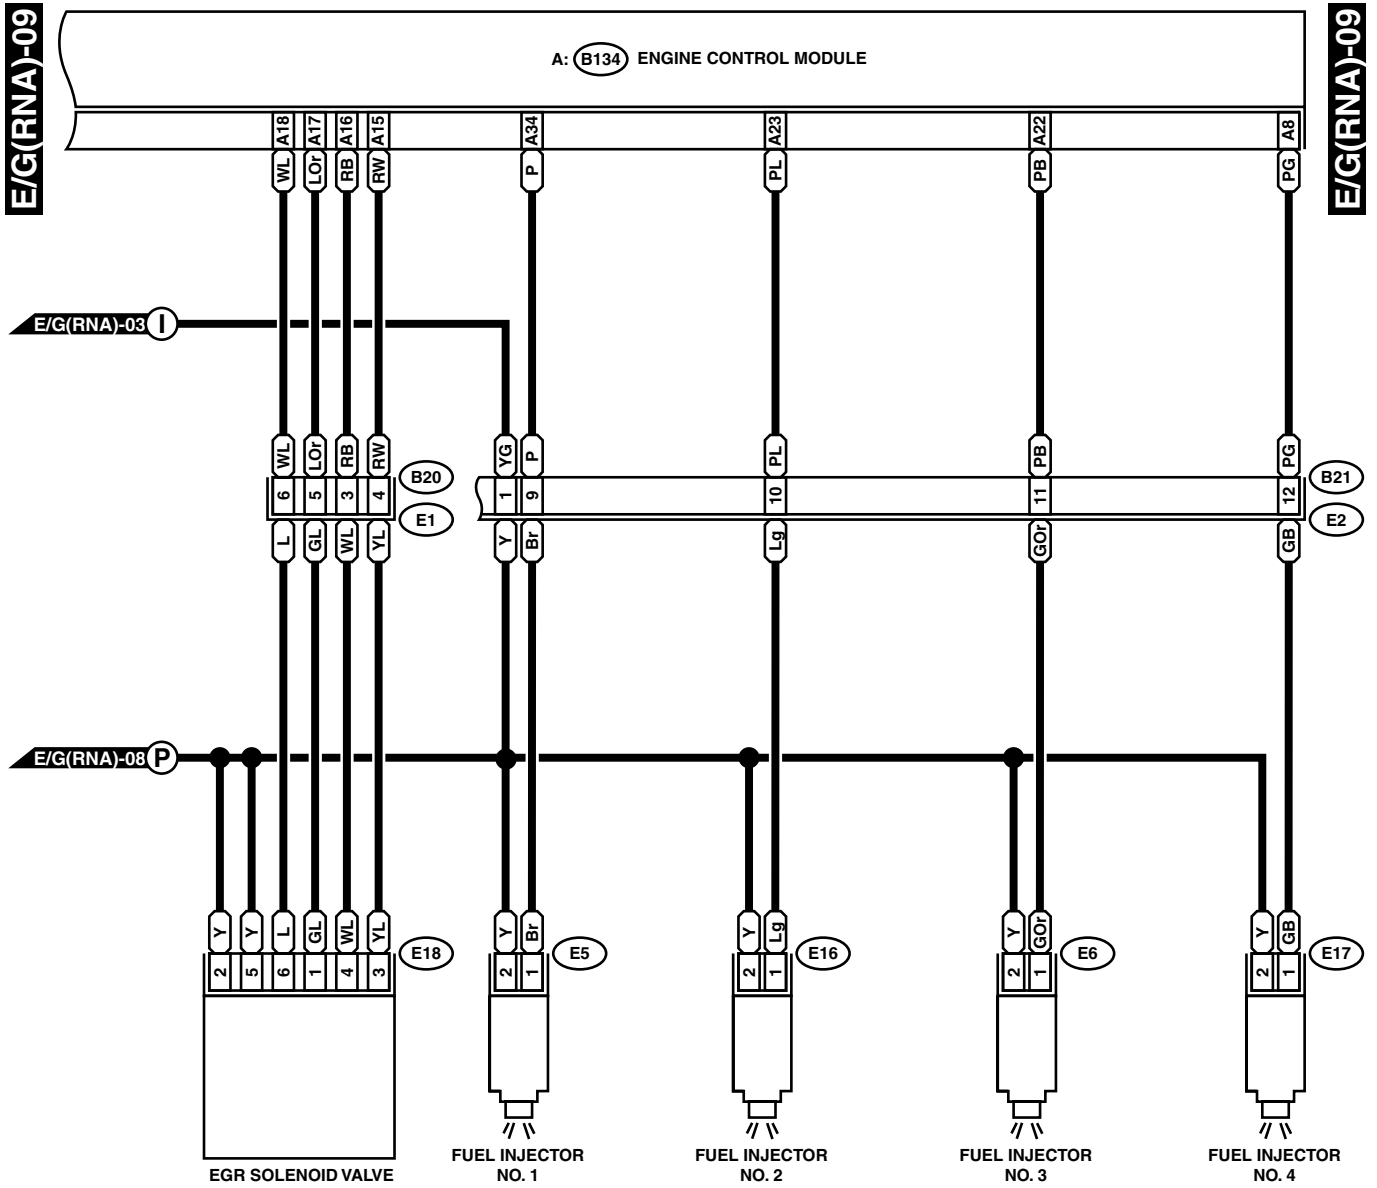 E/G(RNA)-09
E/G(RNA)-09
A: B134 ENGINE CONTROL MODULE
A18 A17 A16 A15 A34 A23 A22 A8
WL LOr RB RW P PL PB PG
E/G(RNA)-03 I
WL LOr RB RW YG P PL PB PG
B20 B21
6 5 3 4 1 9 10 11 12
E1 E2
L GL WL YL Y Br Lg GOr GB
E/G(RNA)-08 P
Y Y L GL WL YL Y Br Y Lg Y GOr Y GB
E18 E5 E16 E6 E17
2 5 6 1 4 3 2 1 2 1 2 1 2 1
FUEL INJECTOR
NO. 1
FUEL INJECTOR
NO. 2
FUEL INJECTOR
NO. 3
FUEL INJECTOR
NO. 4
EGR SOLENOID VALVE